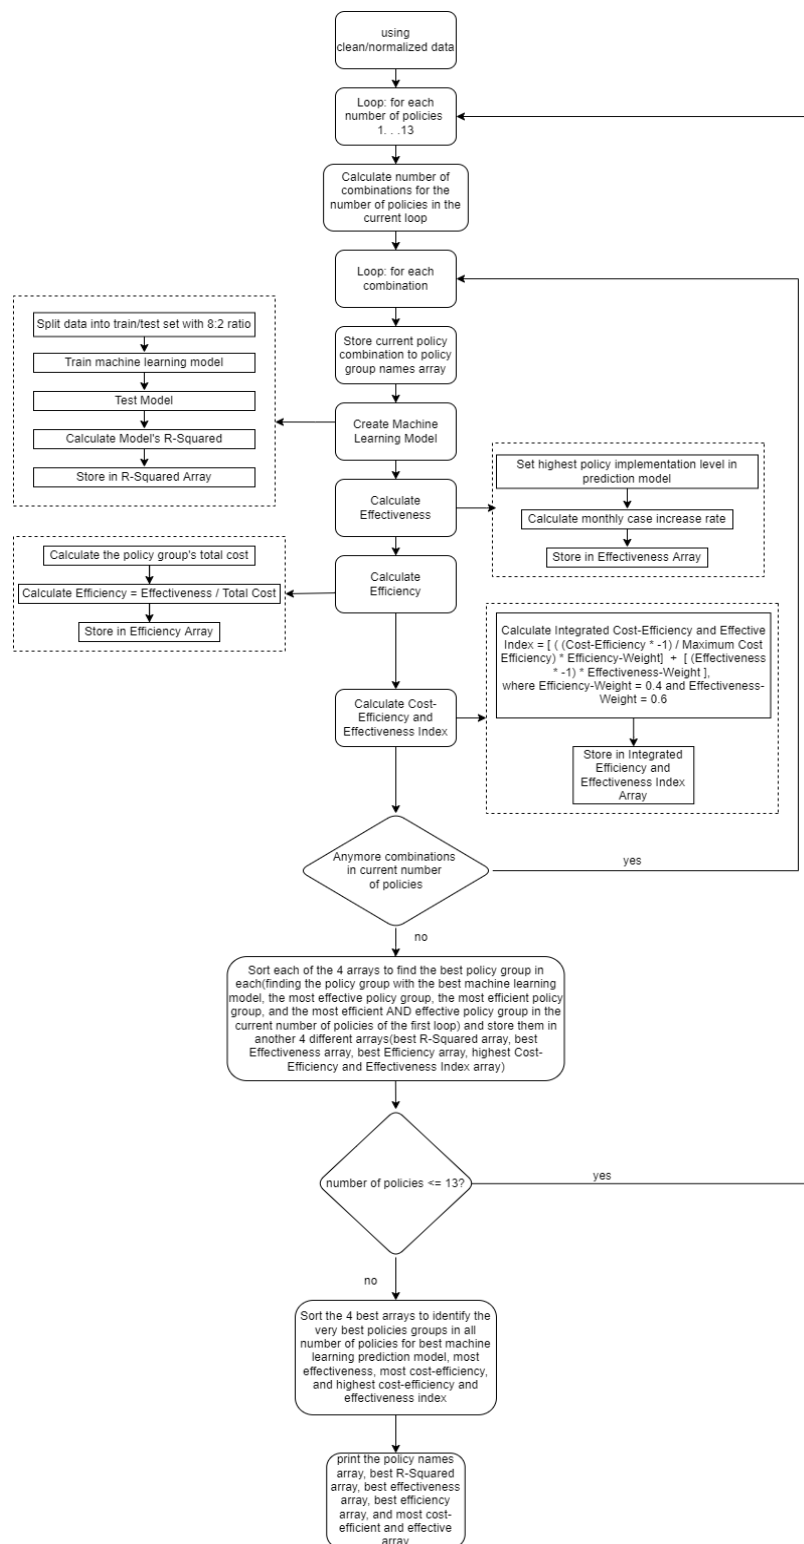 using
clean/normalized data
Loop: for each
number of policies
1. . .13
Calculate number of
combinations for the
number of policies in the
current loop
Loop: for each
combination
Store current policy
combination to policy
group names array
Create Machine
Learning Model
Split data into train/test set with 8:2 ratio
Train machine learning model
Test Model
Calculate Model's R-Squared
Store in R-Squared Array
Calculate
Effectiveness
Set highest policy implementation level in
prediction model
Calculate monthly case increase rate
Store in Effectiveness Array
Calculate
Efficiency
Calculate the policy group's total cost
Calculate Efficiency = Effectiveness / Total Cost
Store in Efficiency Array
Calculate Cost-
Efficiency and
Effectiveness Index
Calculate Integrated Cost-Efficiency and Effective
Index = [ ( (Cost-Efficiency * -1) / Maximum Cost
Efficiency) * Efficiency-Weight] + [ (Effectiveness
* -1) * Effectiveness-Weight ],
where Efficiency-Weight = 0.4 and Effectiveness-
Weight = 0.6
Store in Integrated
Efficiency and
Effectiveness Index
Array
Anymore combinations
in current number
of policies
yes
no
Sort each of the 4 arrays to find the best policy group in
each(finding the policy group with the best machine learning
model, the most effective policy group, the most efficient policy
group, and the most efficient AND effective policy group in the
current number of policies of the first loop) and store them in
another 4 different arrays(best R-Squared array, best
Effectiveness array, best Efficiency array, highest Cost-
Efficiency and Effectiveness Index array)
number of policies <= 13?
yes
no
Sort the 4 best arrays to identify the
very best policies groups in all
number of policies for best machine
learning prediction model, most
effectiveness, most cost-efficiency,
and highest cost-efficiency and
effectiveness index
print the policy names
array, best R-Squared
array, best effectiveness
array, best efficiency
array, and most cost-
efficient and effective
array